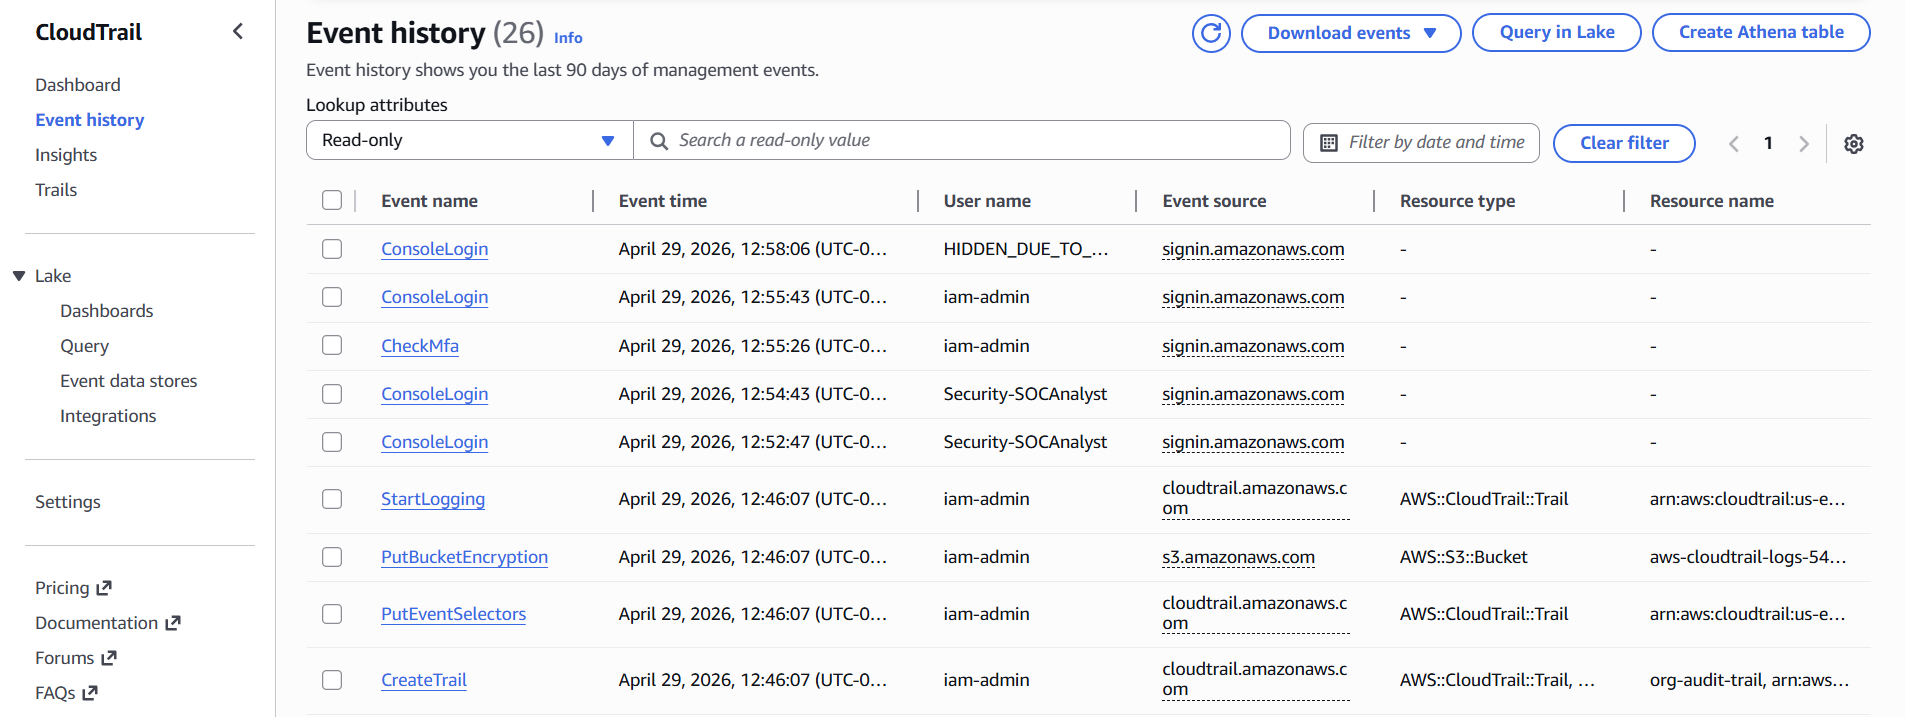 CloudTrail
Dashboard
Event history
Insights
Trails
Lake
Dashboards
Query
Event data stores
Integrations
Settings
Pricing
Documentation
Forums
FAQs
Event history (26) Info
Download events
Query in Lake
Create Athena table
Event history shows you the last 90 days of management events.
Lookup attributes
Read-only
Search a read-only value
Filter by date and time
Clear filter
1
Event name Event time User name Event source Resource type Resource name
ConsoleLogin April 29, 2026, 12:58:06 (UTC-0… HIDDEN_DUE_TO_… signin.amazonaws.com - -
ConsoleLogin April 29, 2026, 12:55:43 (UTC-0… iam-admin signin.amazonaws.com - -
CheckMfa April 29, 2026, 12:55:26 (UTC-0… iam-admin signin.amazonaws.com - -
ConsoleLogin April 29, 2026, 12:54:43 (UTC-0… Security-SOCAnalyst signin.amazonaws.com - -
ConsoleLogin April 29, 2026, 12:52:47 (UTC-0… Security-SOCAnalyst signin.amazonaws.com - -
StartLogging April 29, 2026, 12:46:07 (UTC-0… iam-admin cloudtrail.amazonaws.c
om AWS::CloudTrail::Trail arn:aws:cloudtrail:us-e…
PutBucketEncryption April 29, 2026, 12:46:07 (UTC-0… iam-admin s3.amazonaws.com AWS::S3::Bucket aws-cloudtrail-logs-54…
PutEventSelectors April 29, 2026, 12:46:07 (UTC-0… iam-admin cloudtrail.amazonaws.c
om AWS::CloudTrail::Trail arn:aws:cloudtrail:us-e…
CreateTrail April 29, 2026, 12:46:07 (UTC-0… iam-admin cloudtrail.amazonaws.c
om AWS::CloudTrail::Trail, … org-audit-trail, arn:aws…